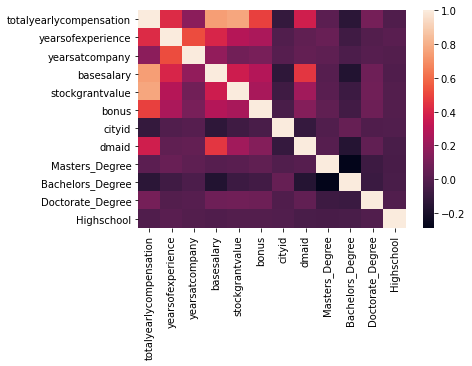 totalyearlycompensation
yearsofexperience
yearsatcompany
basesalary
stockgrantvalue
bonus
cityid
dmaid
Masters_Degree
Bachelors_Degree
Doctorate_Degree
Highschool
totalyearlycompensation
yearsofexperience
yearsatcompany
basesalary
stockgrantvalue
bonus
cityid
dmaid
Masters_Degree
Bachelors_Degree
Doctorate_Degree
Highschool
1.0
0.8
0.6
0.4
0.2
0.0
−0.2